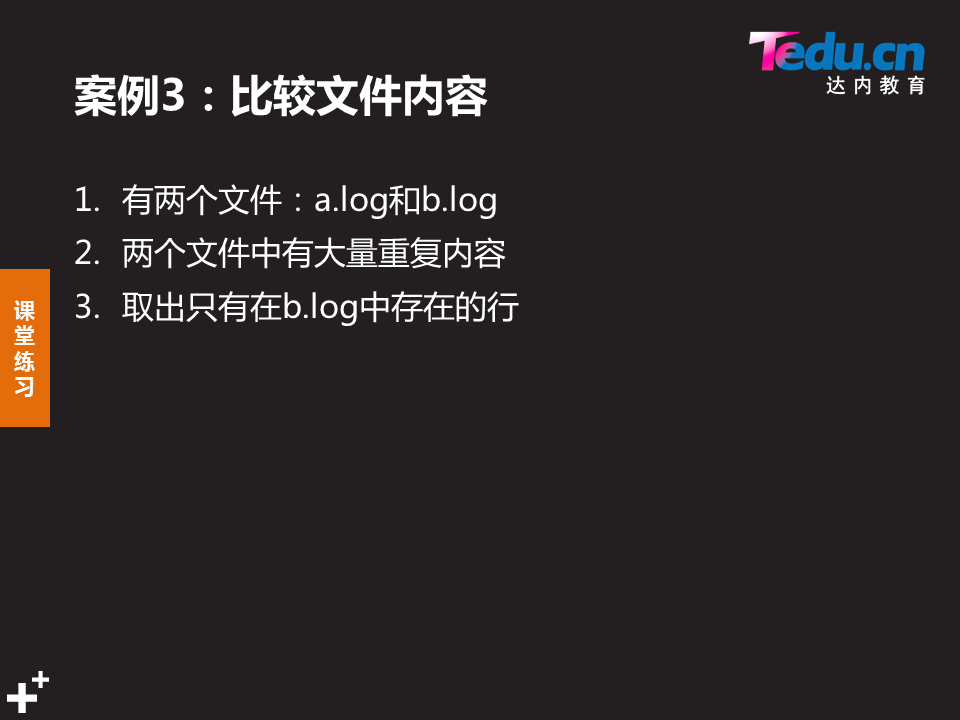 Tedu.cn
达内教育
案例3：比较文件内容
1. 有两个文件：a.log和b.log
2. 两个文件中有大量重复内容
3. 取出只有在b.log中存在的行
课
堂
练
习